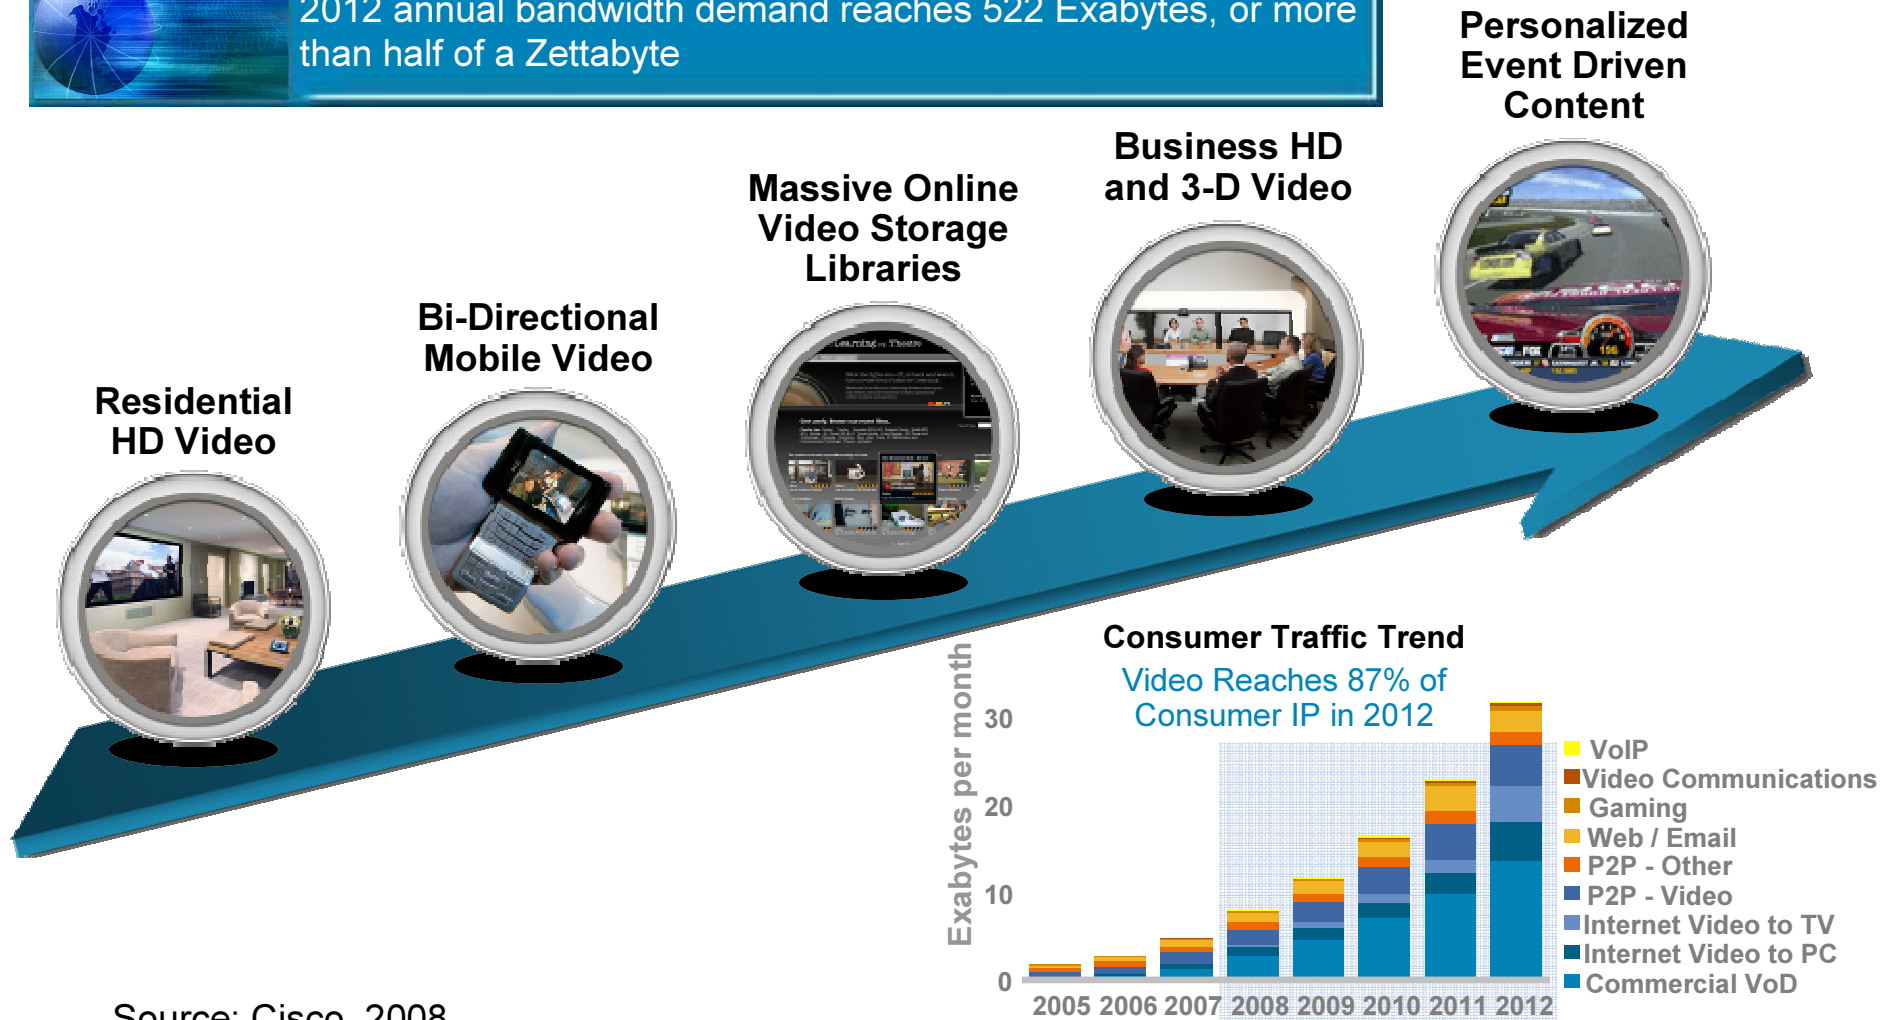 2012 annual bandwidth demand reaches 522 Exabytes, or more
than half of a Zettabyte
Personalized
Event Driven
Content
Business HD
and 3-D Video
Massive Online
Video Storage
Libraries
Bi-Directional
Mobile Video
Residential
HD Video
Learning Theatre
FOX
156
Consumer Traffic Trend
Video Reaches 87% of
Consumer IP in 2012
Exabytes per month
30
20
10
0
2005 2006 2007 2008 2009 2010 2011 2012
VoIP
Video Communications
Gaming
Web / Email
P2P - Other
P2P - Video
Internet Video to TV
Internet Video to PC
Commercial VoD
Source: Cisco, 2008